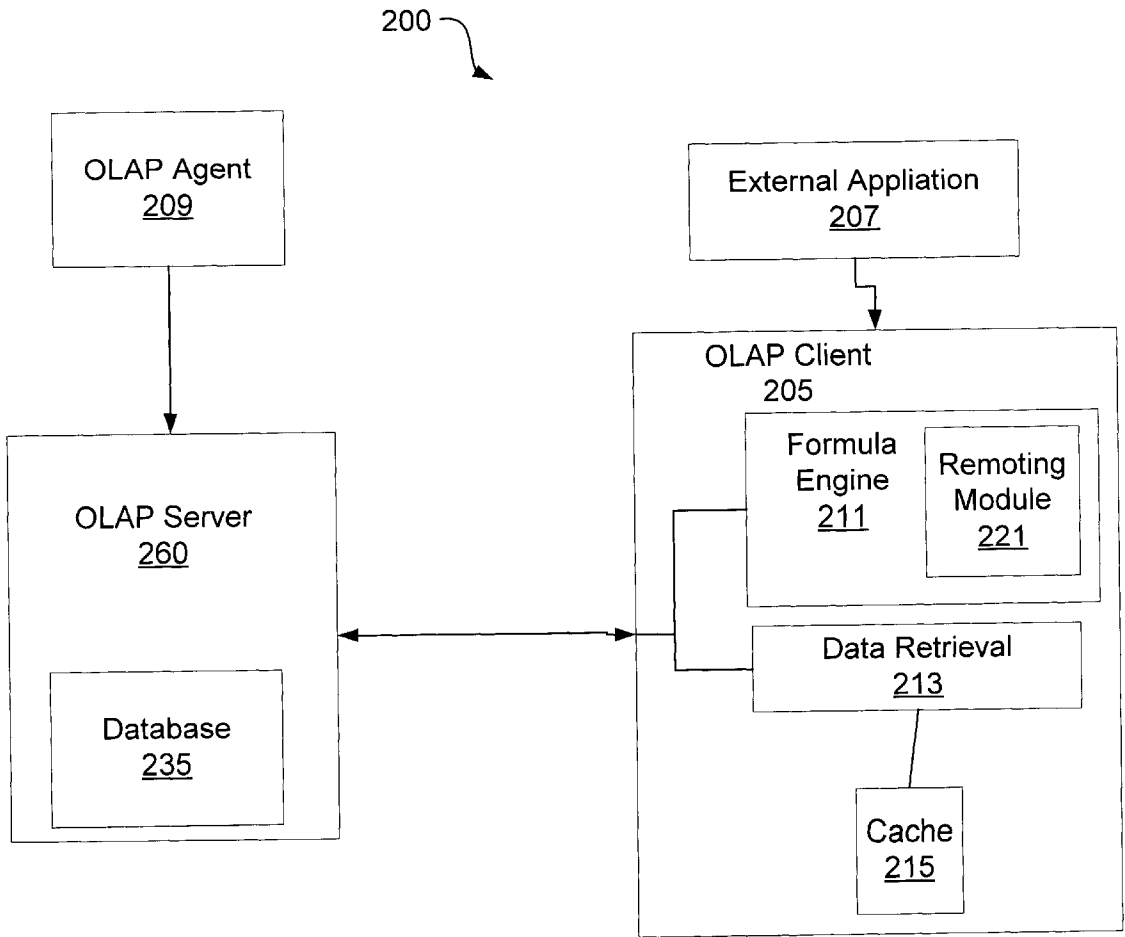 200
OLAP Agent
209
External Appliation
207
OLAP Client
205
Formula
Engine
211
Remoting
Module
221
OLAP Server
260
Data Retrieval
213
Database
235
Cache
215